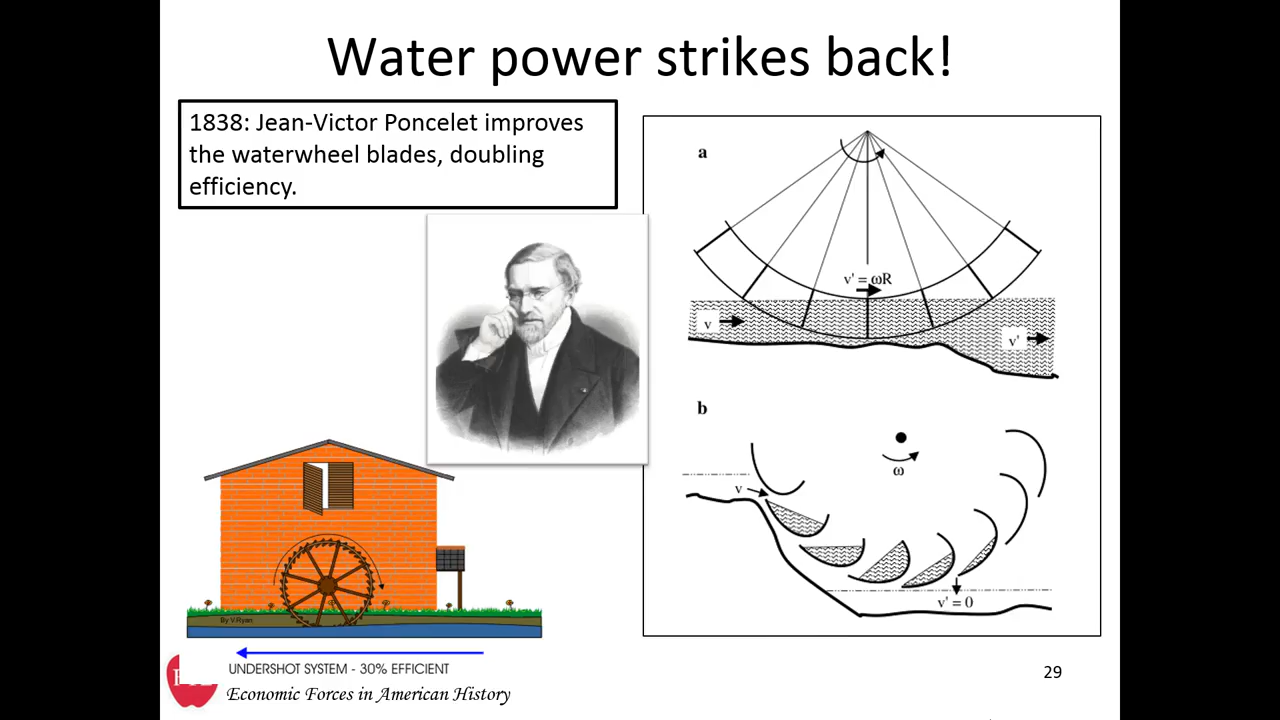 Water power strikes back!
1838: Jean-Victor Poncelet improves
the waterwheel blades, doubling
efficiency.
a
v' = ωR
v
v'
b
ω
v
v' = 0
By V.Ryan
UNDERSHOT SYSTEM - 30% EFFICIENT
Economic Forces in American History
29